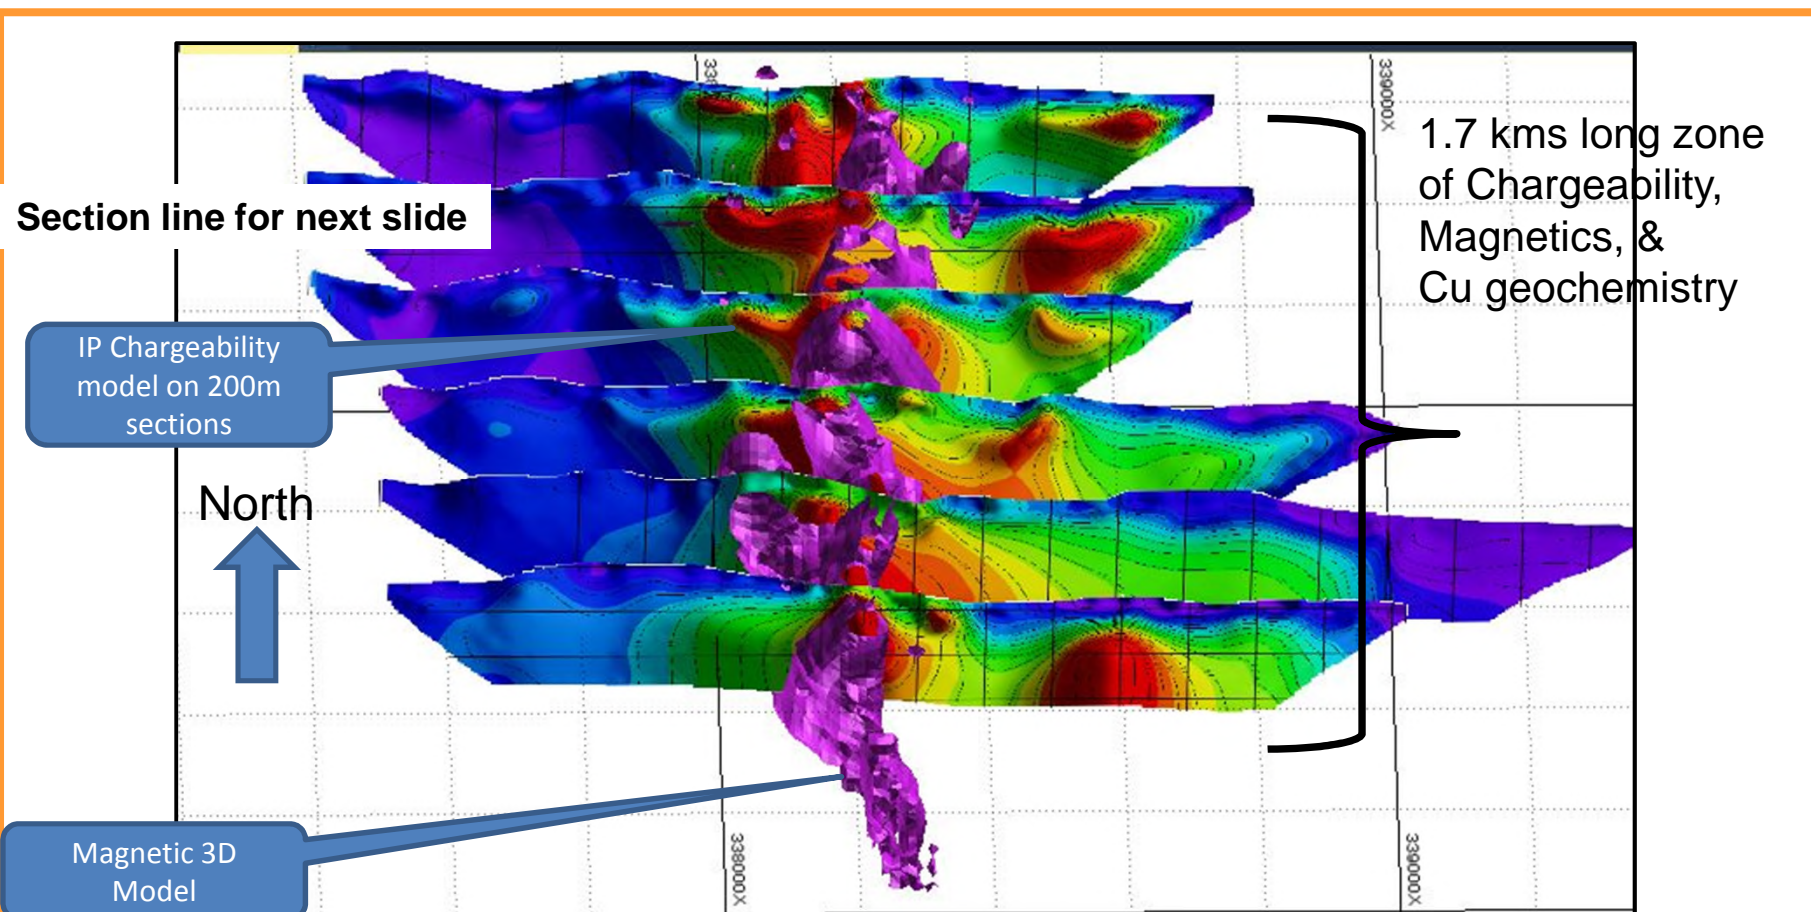 338
339000X
1.7 kms long zone
of Chargeability,
Magnetics, &
Cu geochemistry
Section line for next slide
IP Chargeability
model on 200m
sections
North
Magnetic 3D
Model
338000X
339000X